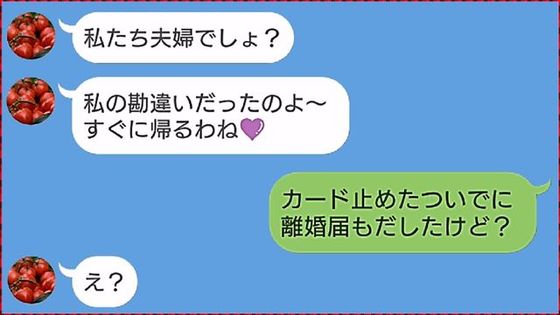 私たち夫婦でしょ？
私の勘違いだったのよ～
すぐに帰るわね💜
カード止めたついでに
離婚届もだしたけど？
え？